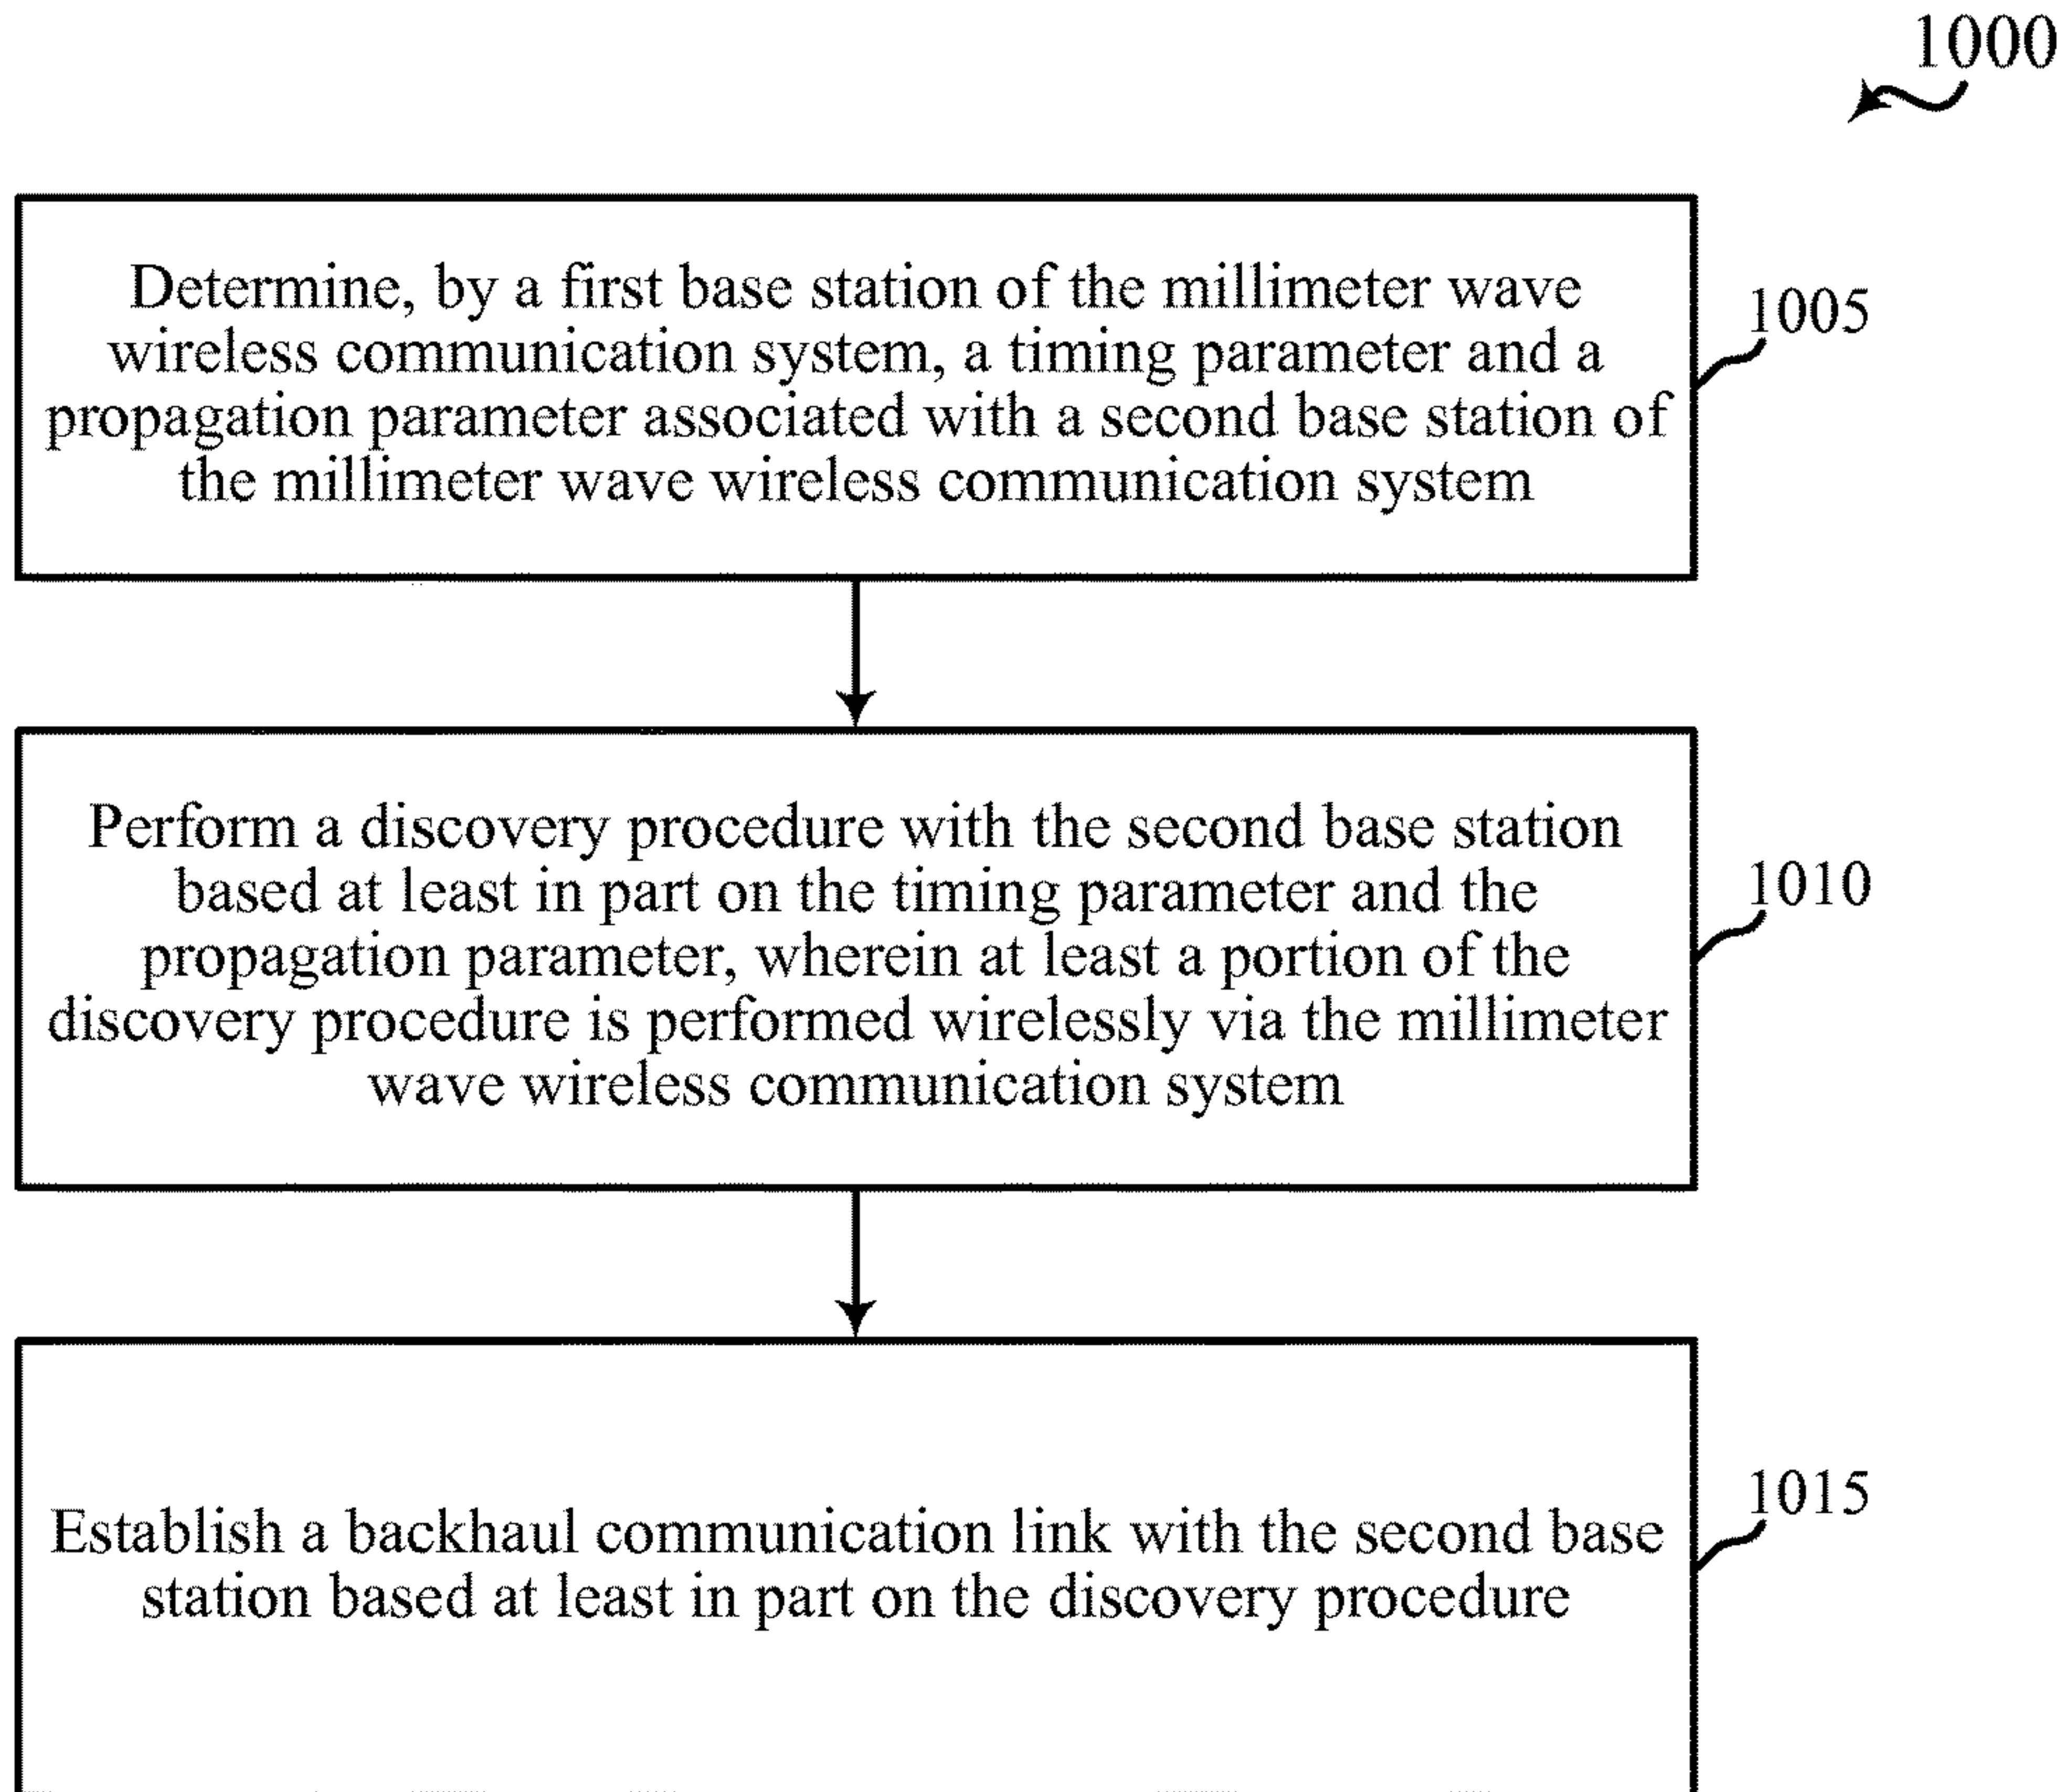 1000
Determine, by a first base station of the millimeter wave
wireless communication system, a timing parameter and a
propagation parameter associated with a second base station of
the millimeter wave wireless communication system
1005
Perform a discovery procedure with the second base station
based at least in part on the timing parameter and the
propagation parameter, wherein at least a portion of the
discovery procedure is performed wirelessly via the millimeter
wave wireless communication system
1010
Establish a backhaul communication link with the second base
station based at least in part on the discovery procedure
1015